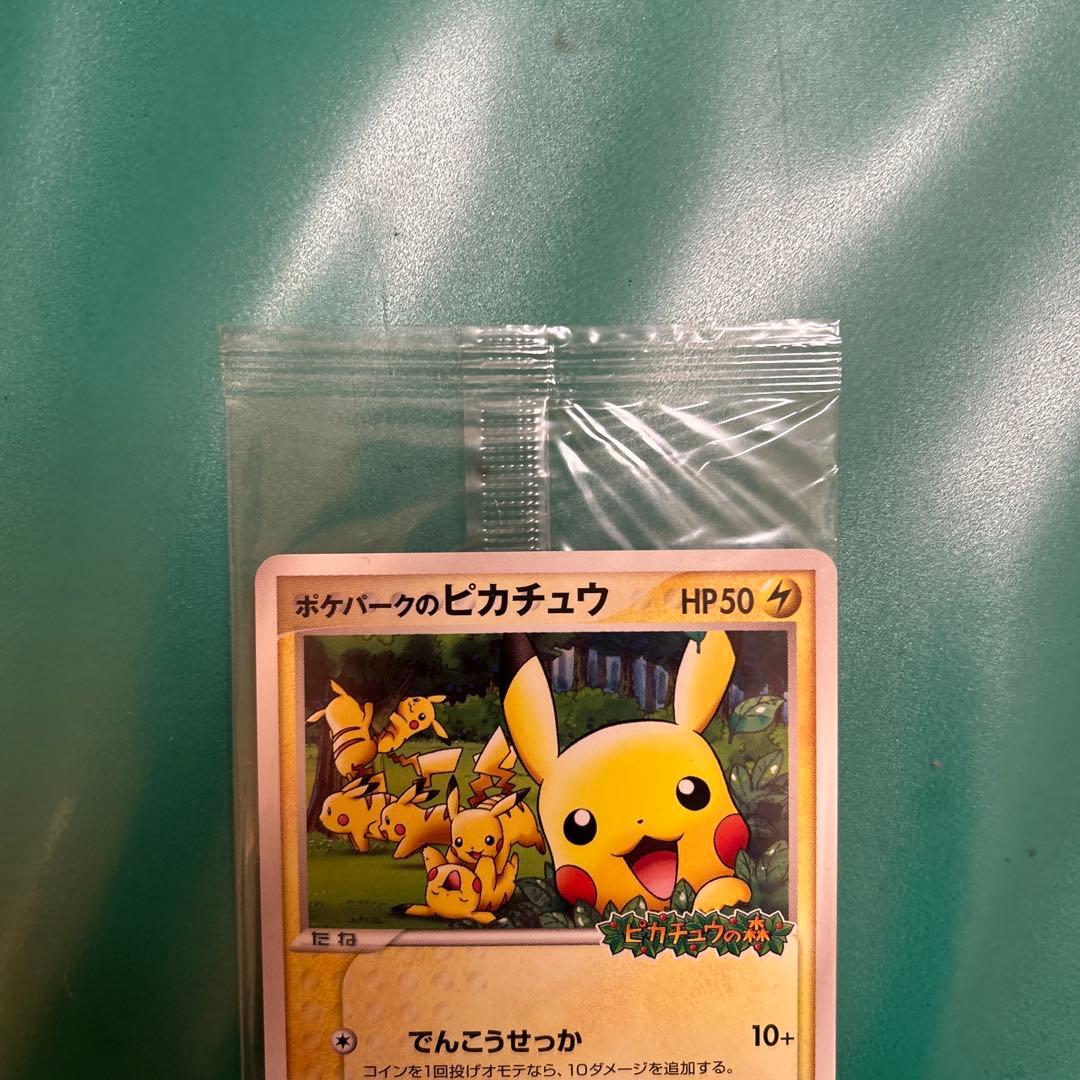 ポケパークのピカチュウ HP50
ピカチュウの森
たね
でんこうせっか 10+
コインを1回投げオモテなら、10ダメージを追加する。